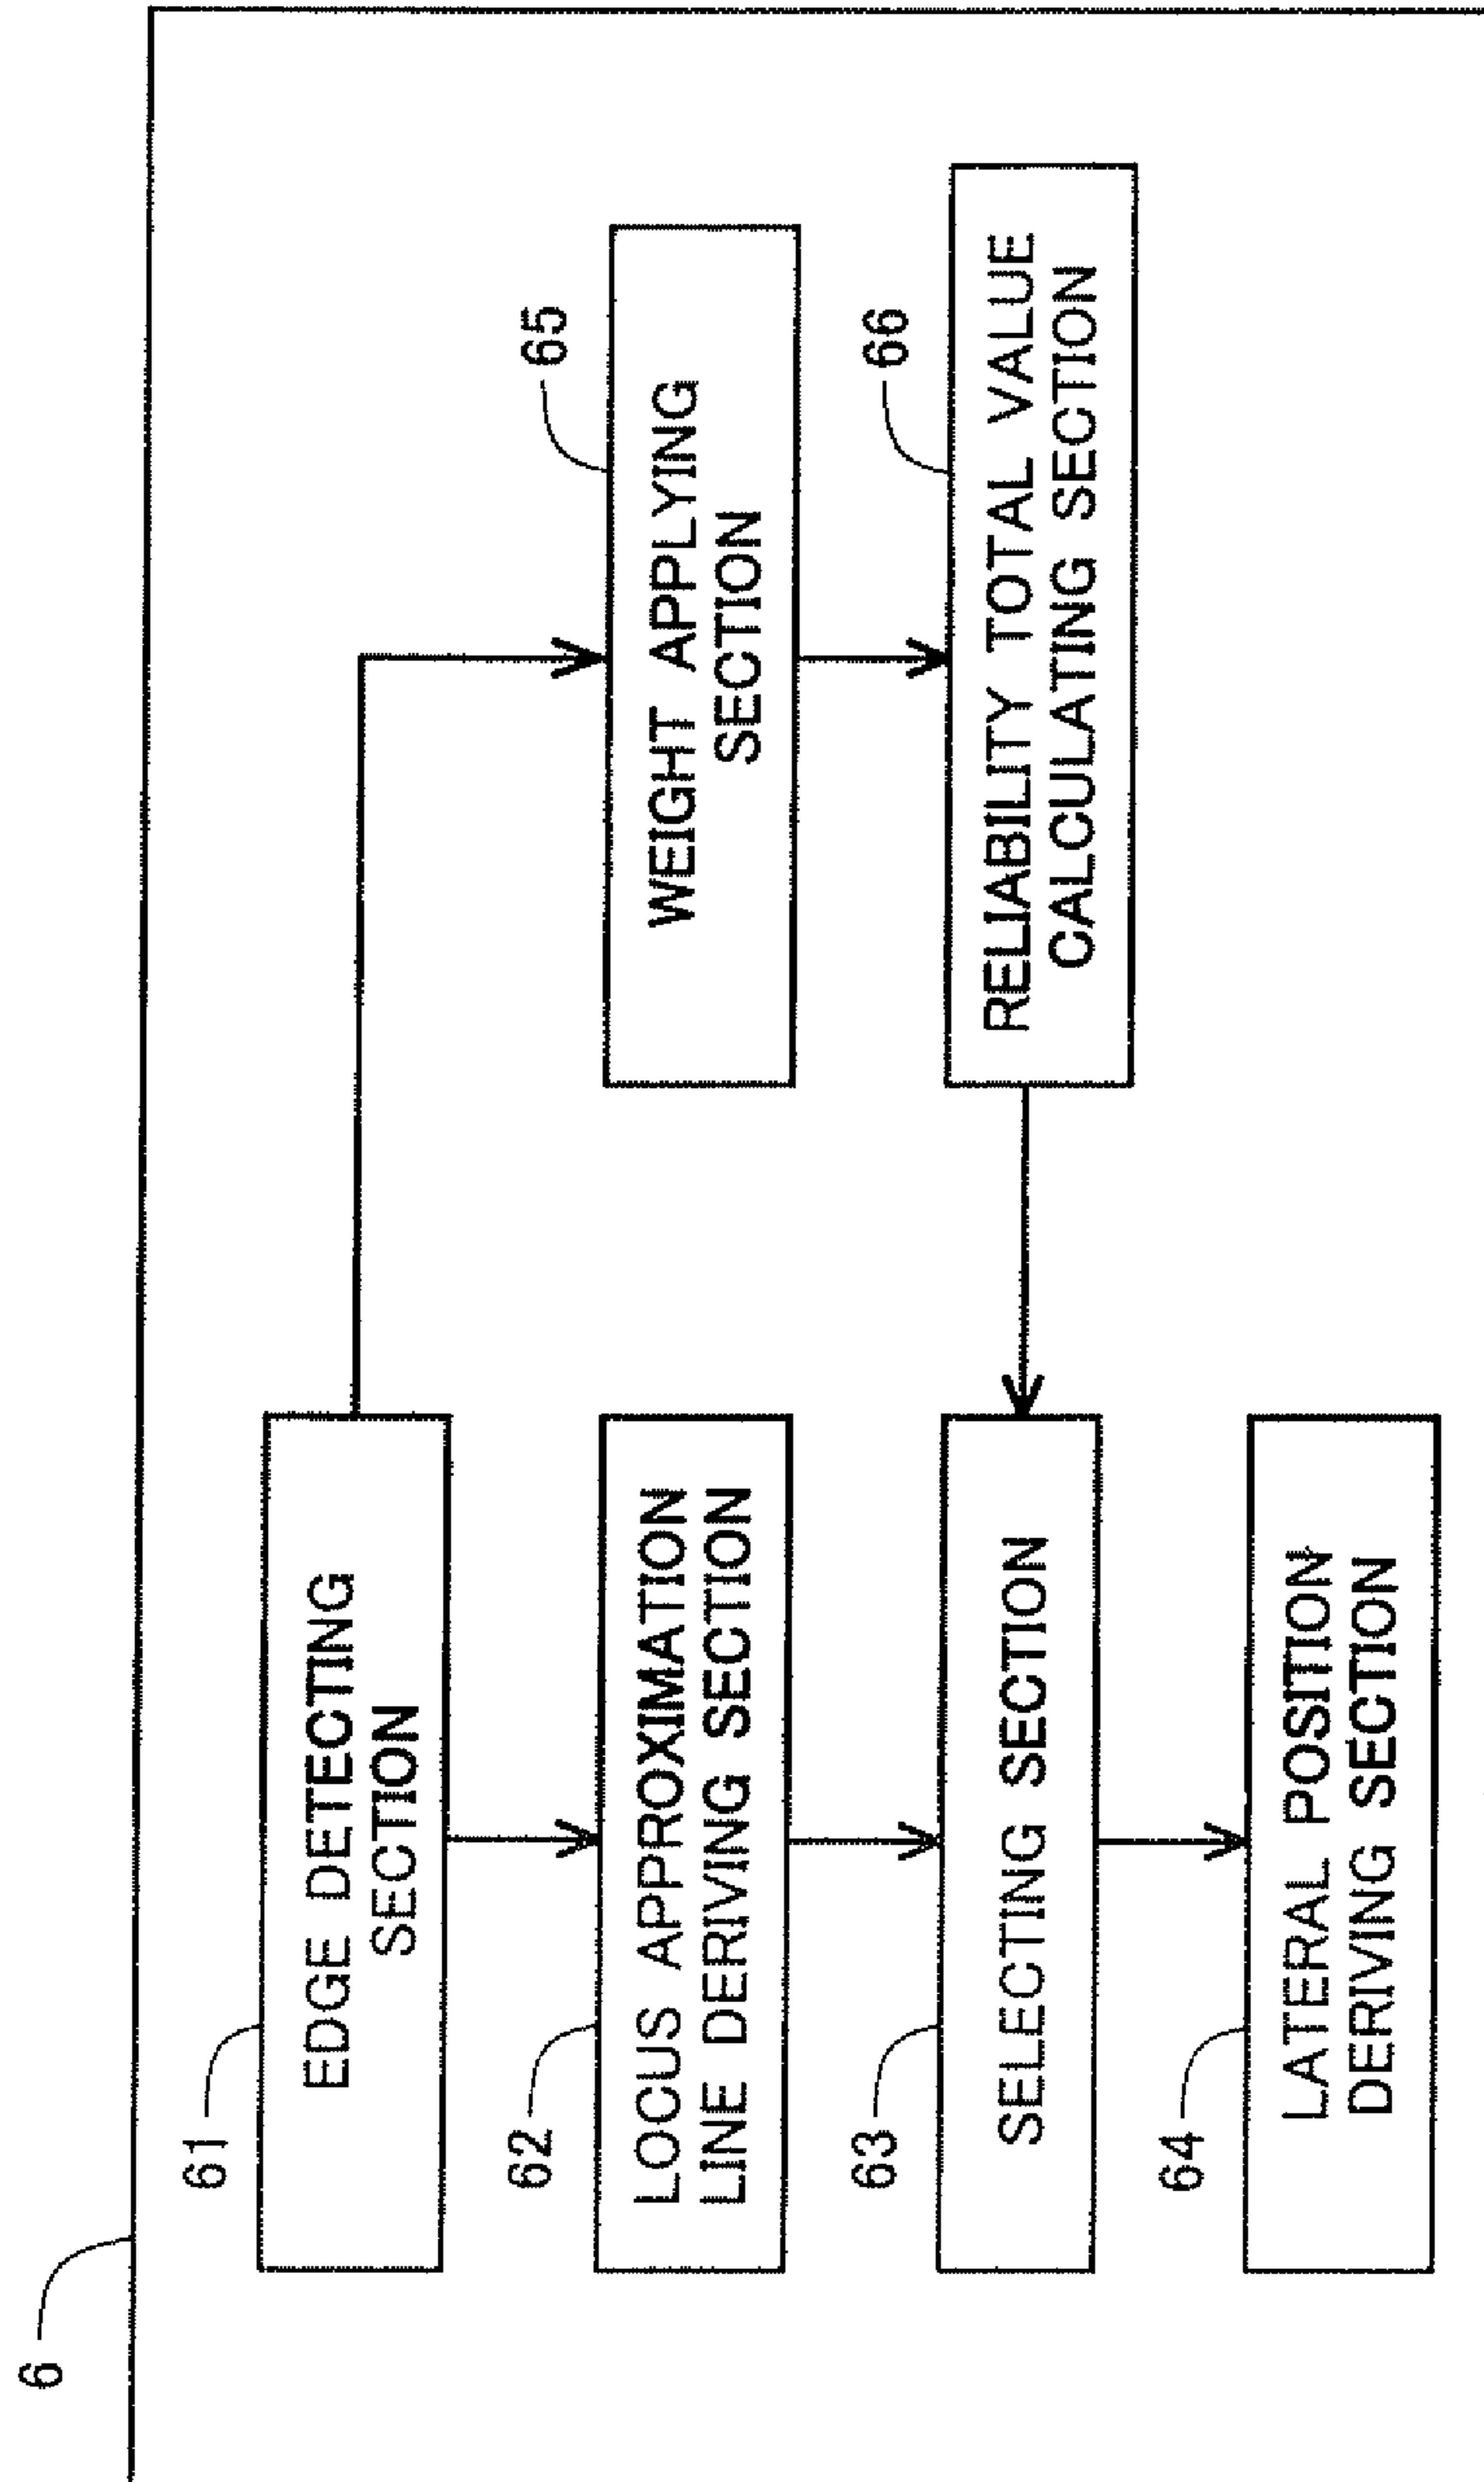 6
61
EDGE DETECTING
SECTION
62
LOCUS APPROXIMATION
LINE DERIVING SECTION
63
SELECTING SECTION
64
LATERAL POSITION
DERIVING SECTION
65
WEIGHT APPLYING
SECTION
66
RELIABILITY TOTAL VALUE
CALCULATING SECTION